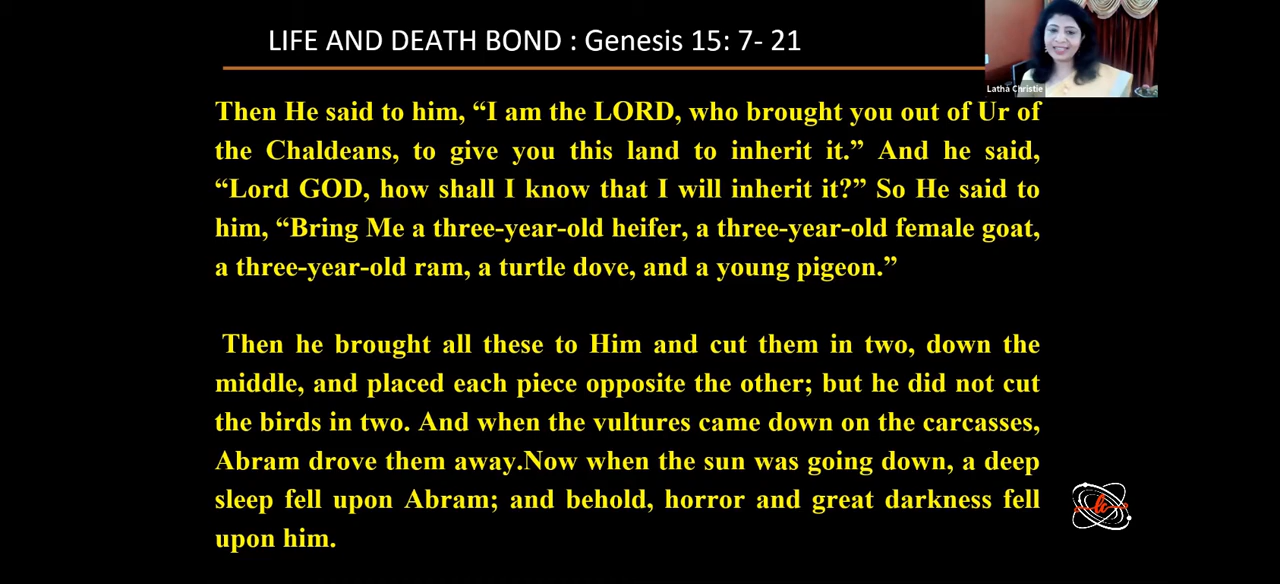 LIFE AND DEATH BOND : Genesis 15: 7- 21
Latha Christie
Then He said to him, “I am the LORD, who brought you out of Ur of
the Chaldeans, to give you this land to inherit it.” And he said,
“Lord GOD, how shall I know that I will inherit it?” So He said to
him, “Bring Me a three-year-old heifer, a three-year-old female goat,
a three-year-old ram, a turtle dove, and a young pigeon.”
Then he brought all these to Him and cut them in two, down the
middle, and placed each piece opposite the other; but he did not cut
the birds in two. And when the vultures came down on the carcasses,
Abram drove them away.Now when the sun was going down, a deep
sleep fell upon Abram; and behold, horror and great darkness fell
upon him.